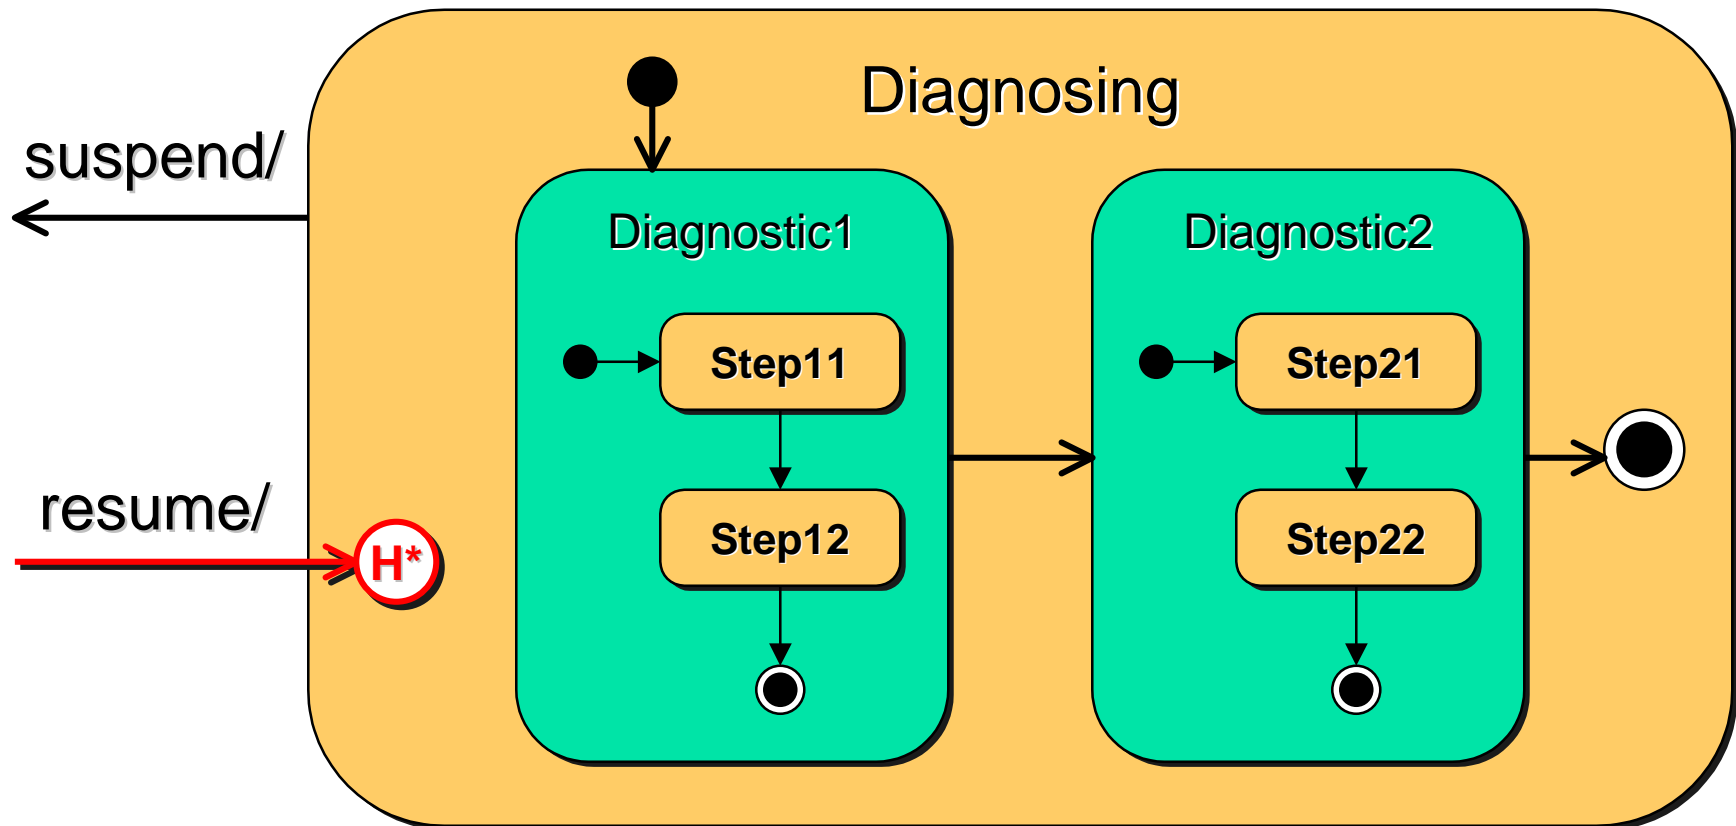 Diagnosing
suspend/
Diagnostic1
Diagnostic2
Step11
Step21
resume/
Step12
Step22
H*